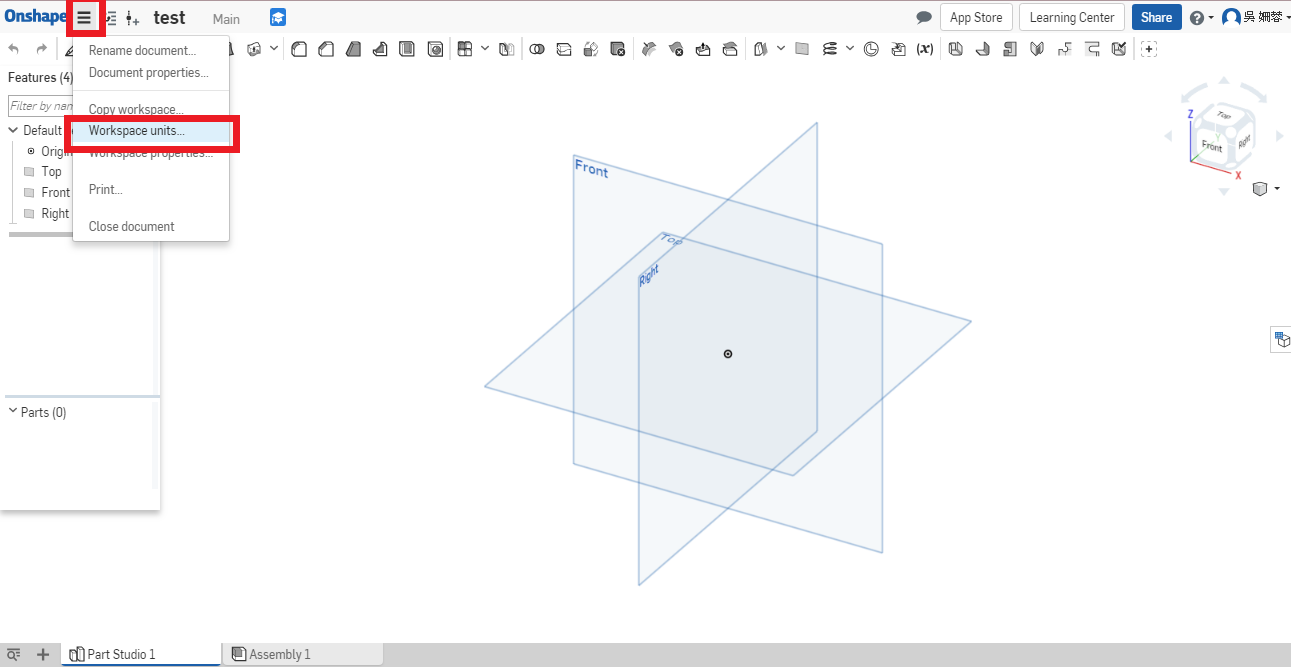 Onshape test Main App Store Learning Center Share 吳 姍蓉
Rename document...
Document properties...
Copy workspace...
Workspace units...
Workspace properties...
Print...
Close document
Features (4)
Filter by nam
Default
Origin
Top
Front
Right
(x)
Front
Top
Right
Z
Top
Front
Right
Y
X
Parts (0)
Part Studio 1
Assembly 1